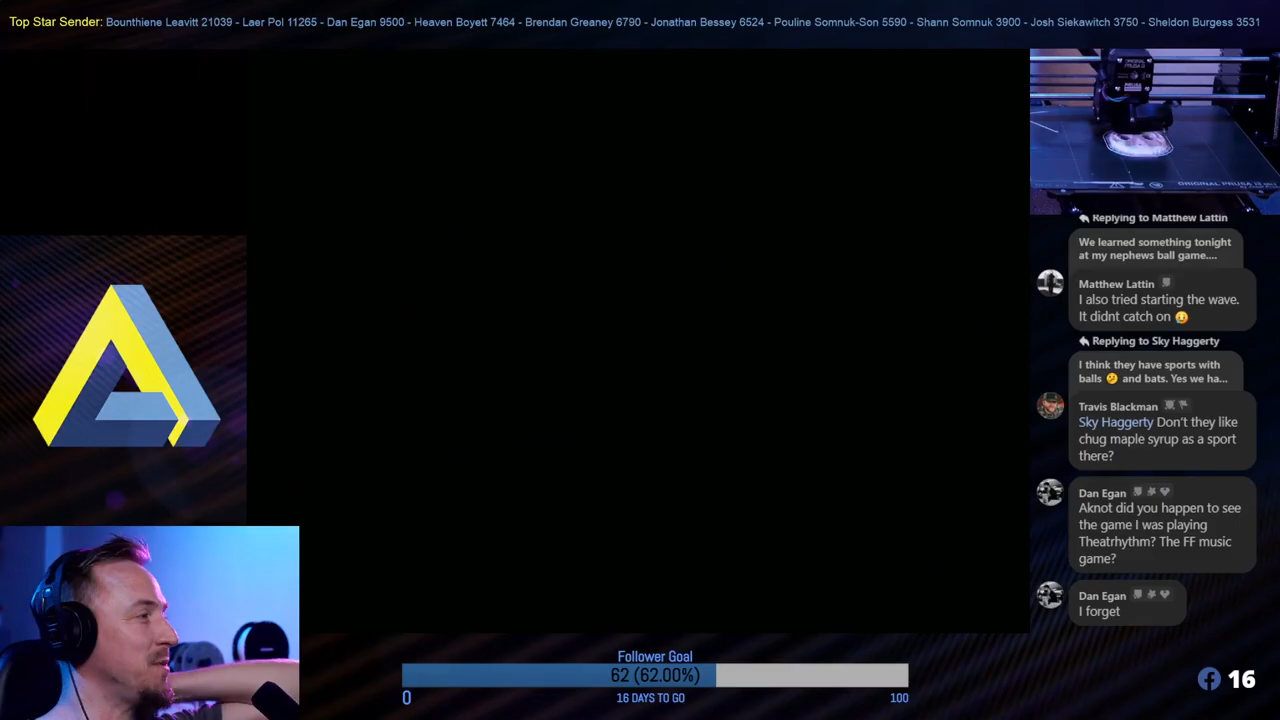 Top Star Sender: Bounthiene Leavitt 21039 - Laer Pol 11265 - Dan Egan 9500 - Heaven Boyett 7464 - Brendan Greaney 6790 - Jonathan Bessey 6524 - Pouline Somnuk-Son 5590 - Shann Somnuk 3900 - Josh Siekawitch 3750 - Sheldon Burgess 3531
ORIGINAL PRUSA
Replying to Matthew Lattin
We learned something tonight
at my nephews ball game....
Matthew Lattin
I also tried starting the wave.
It didnt catch on 😥
Replying to Sky Haggerty
I think they have sports with
balls 🤔 and bats. Yes we ha...
Travis Blackman
Sky Haggerty Don't they like
chug maple syrup as a sport
there?
Dan Egan
Aknot did you happen to see
the game I was playing
Theatrhythm? The FF music
game?
Dan Egan
I forget
Follower Goal
62 (62.00%)
0
16 DAYS TO GO
100
16